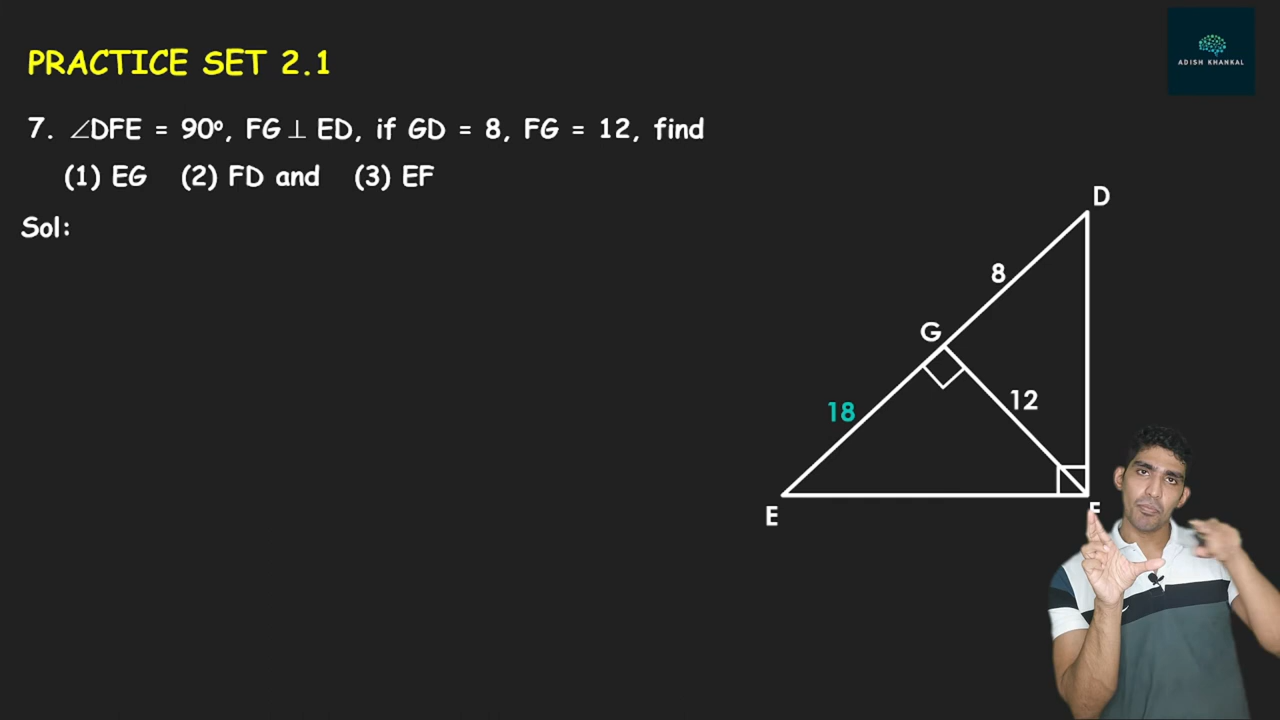 PRACTICE SET 2.1
ADISH KHANKAL
7. ∠DFE = 90°, FG ⊥ ED, if GD = 8, FG = 12, find
(1) EG (2) FD and (3) EF
Sol:
D
8
G
18
12
E
F